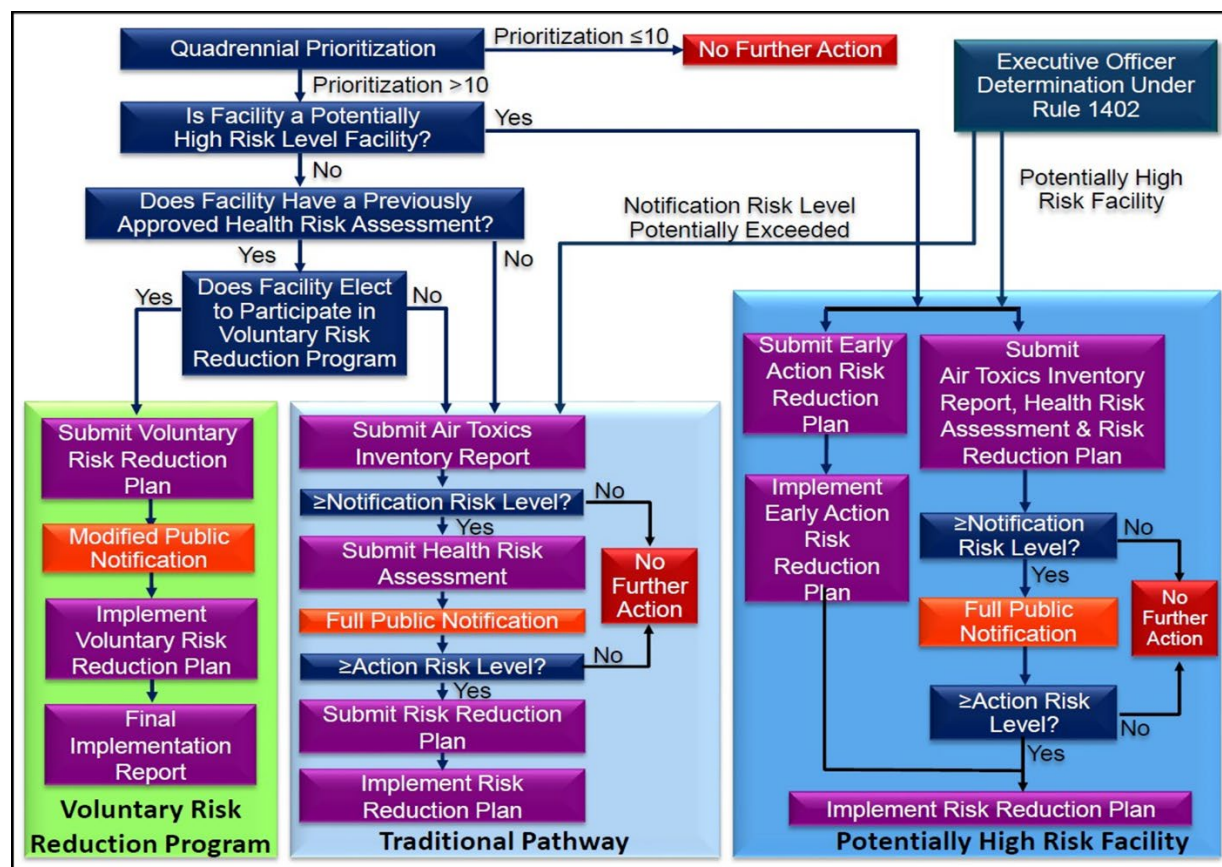 Quadrennial Prioritization
Prioritization ≤10
No Further Action
Prioritization >10
Executive Officer
Determination Under
Rule 1402
Is Facility a Potentially
High Risk Level Facility?
Yes
No
Potentially High
Risk Facility
Does Facility Have a Previously
Approved Health Risk Assessment?
Notification Risk Level
Potentially Exceeded
Yes
No
Does Facility Elect
to Participate in
Voluntary Risk
Reduction Program
Yes
No
Submit Voluntary
Risk Reduction
Plan
Modified Public
Notification
Implement
Voluntary Risk
Reduction Plan
Final
Implementation
Report
Voluntary Risk
Reduction Program
Submit Air Toxics
Inventory Report
≥Notification Risk Level?
No
Yes
Submit Health Risk
Assessment
No
Further
Action
Full Public Notification
≥Action Risk Level?
No
Yes
Submit Risk Reduction
Plan
Implement Risk
Reduction Plan
Traditional Pathway
Submit Early
Action Risk
Reduction
Plan
Implement
Early Action
Risk
Reduction
Plan
Submit
Air Toxics Inventory
Report, Health Risk
Assessment & Risk
Reduction Plan
≥Notification
Risk Level?
No
Yes
Full Public
Notification
No
Further
Action
≥Action Risk
Level?
No
Yes
Implement Risk Reduction Plan
Potentially High Risk Facility